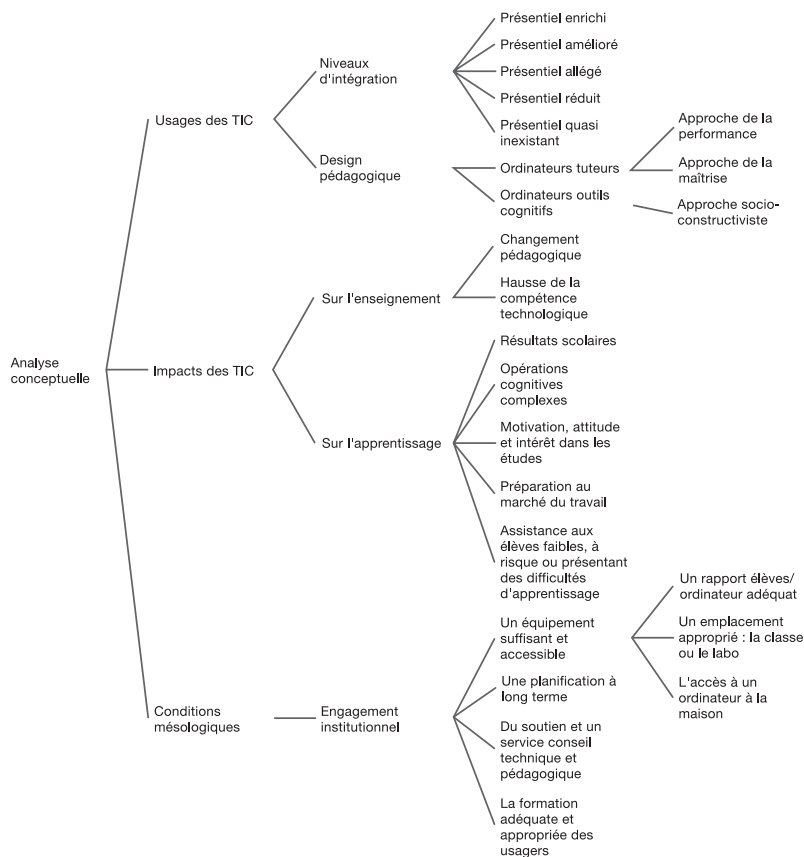 Analyse
conceptuelle
Usages des TIC
Niveaux
d'intégration
Présentiel enrichi
Présentiel amélioré
Présentiel allégé
Présentiel réduit
Présentiel quasi
inexistant
Design
pédagogique
Ordinateurs tuteurs
Approche de la
performance
Approche de la
maîtrise
Ordinateurs outils
cognitifs
Approche socio-
constructiviste
Impacts des TIC
Sur l'enseignement
Changement
pédagogique
Hausse de la
compétence
technologique
Sur l'apprentissage
Résultats scolaires
Opérations
cognitives
complexes
Motivation, attitude
et intérêt dans les
études
Préparation au
marché du travail
Assistance aux
élèves faibles, à
risque ou présentant
des difficultés
d'apprentissage
Conditions
mésologiques
Engagement
institutionnel
Un équipement
suffisant et
accessible
Un rapport élèves/
ordinateur adéquat
Un emplacement
approprié : la classe
ou le labo
L'accès à un
ordinateur à la
maison
Une planification à
long terme
Du soutien et un
service conseil
technique et
pédagogique
La formation
adéquate et
appropriée des
usagers